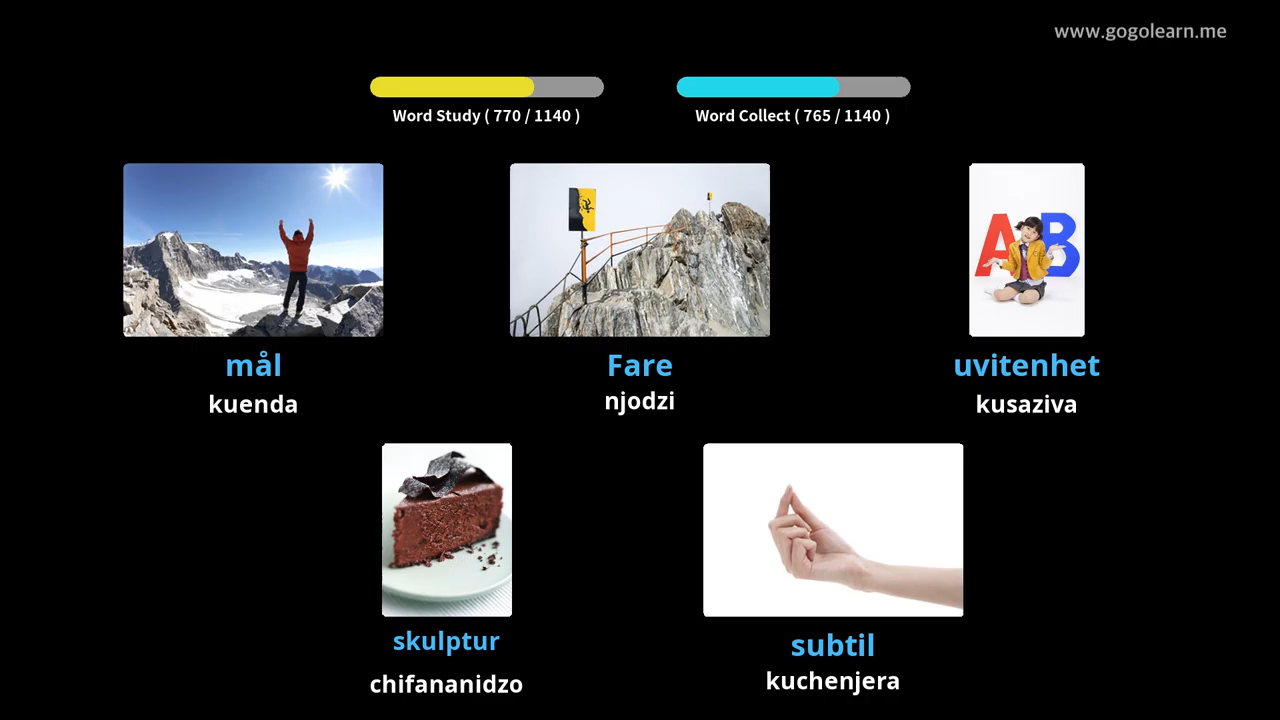 www.gogolearn.me
Word Study ( 770 / 1140 )
Word Collect ( 765 / 1140 )
mål
Fare
uvitenhet
kuenda
njodzi
kusaziva
A B
skulptur
subtil
chifananidzo
kuchenjera